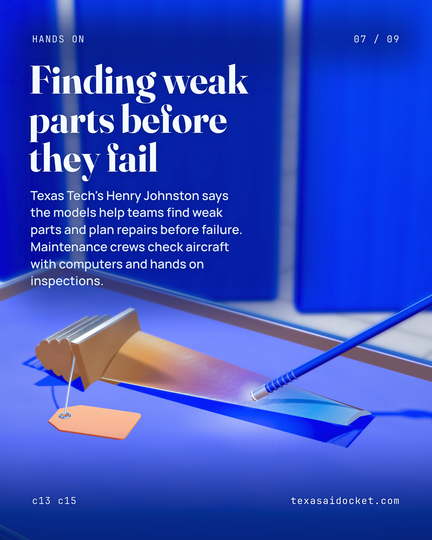 HANDS ON
07 / 09
Finding weak
parts before
they fail
Texas Tech's Henry Johnston says
the models help teams find weak
parts and plan repairs before failure.
Maintenance crews check aircraft
with computers and hands on
inspections.
c13 c15
texasaidocket.com